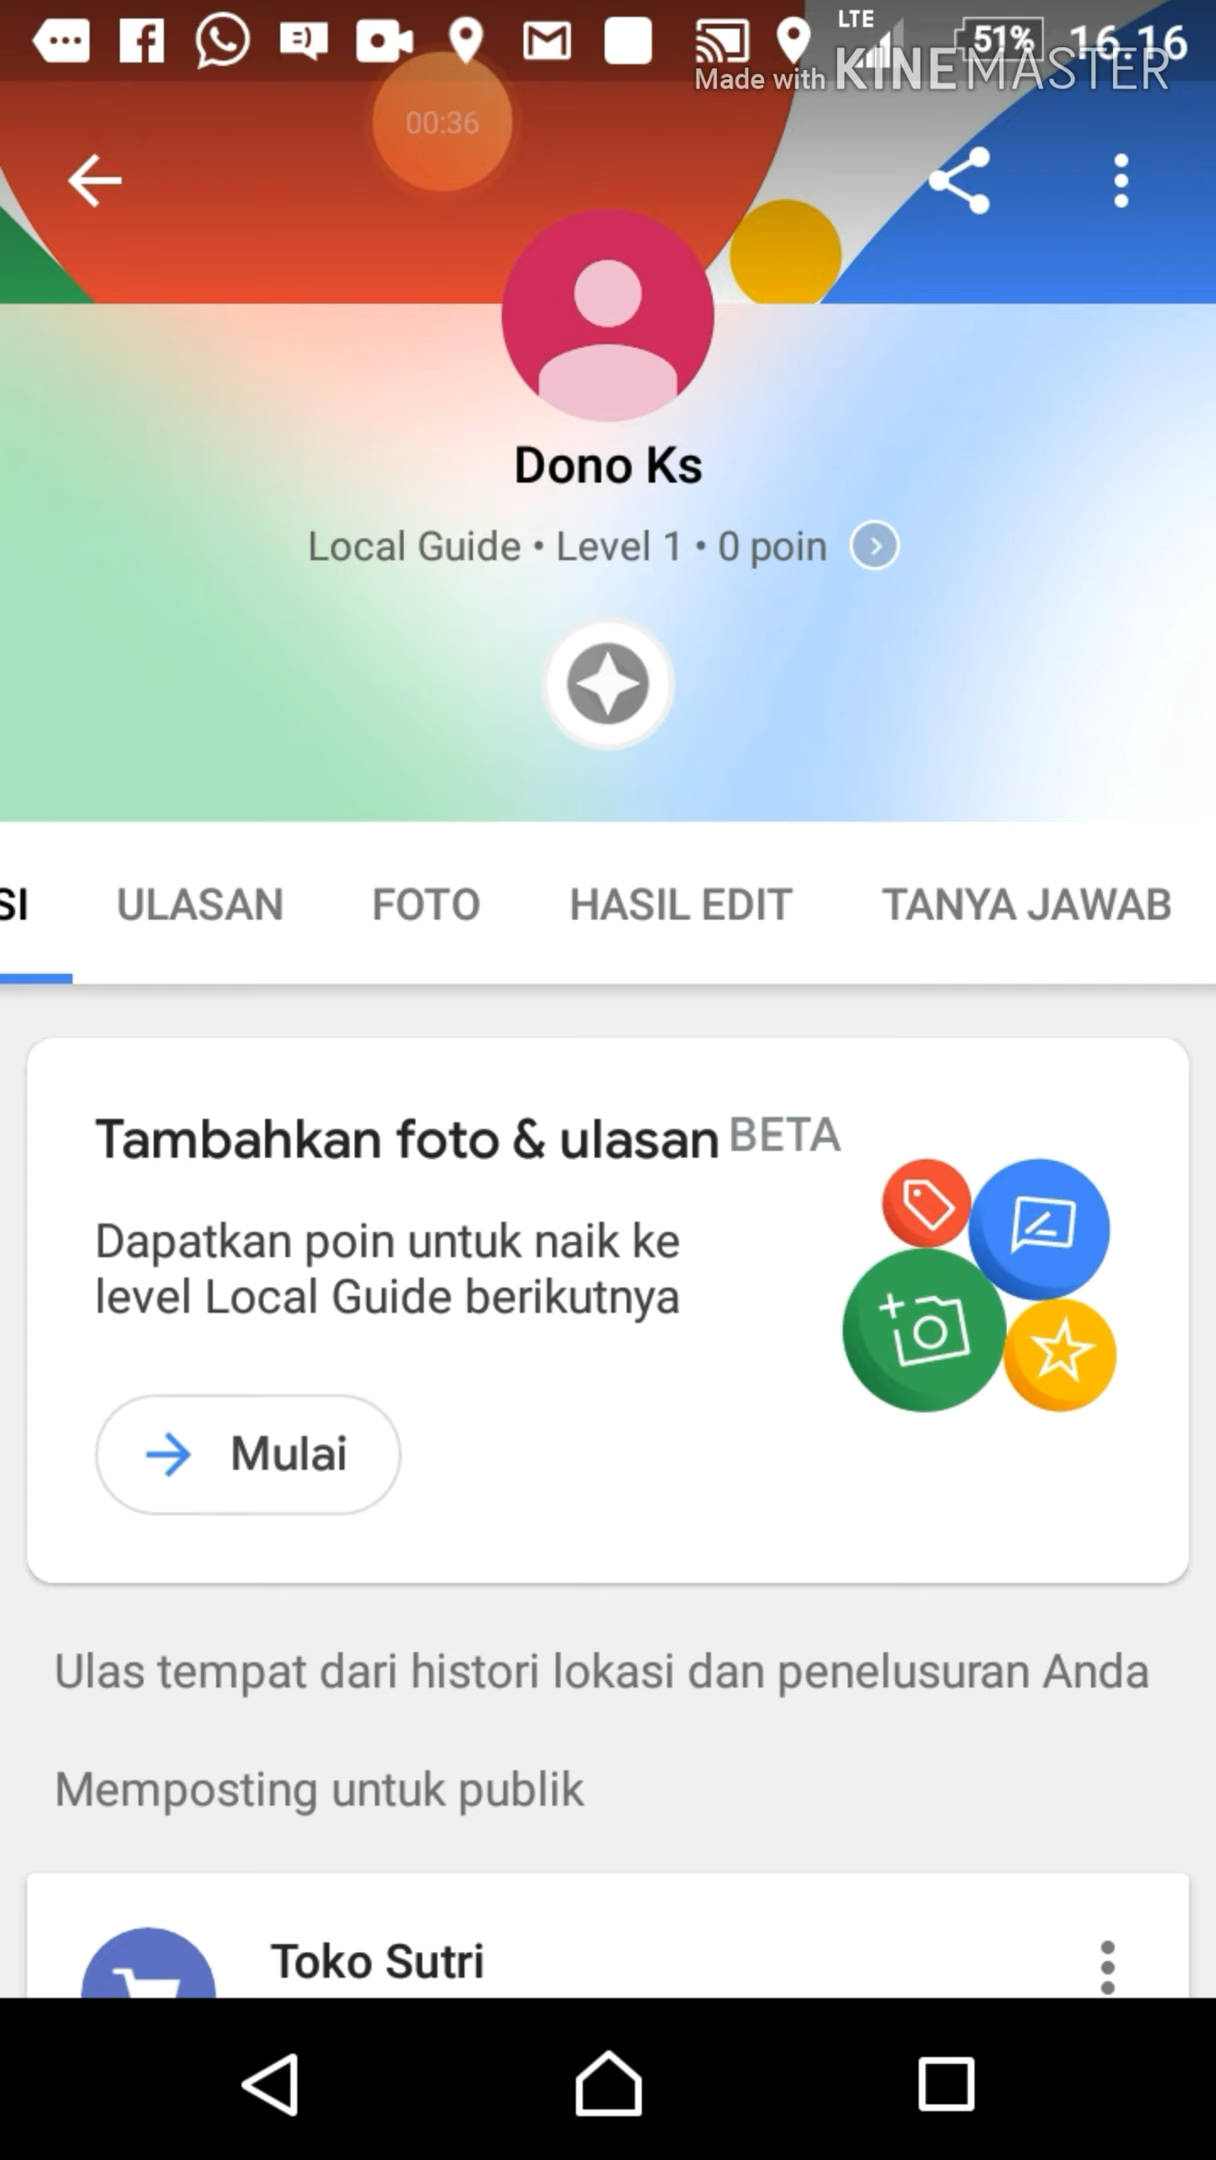 LTE
51%
16.16
Made with KINEMASTER
00:36
Dono Ks
Local Guide • Level 1 • 0 poin
SI
ULASAN
FOTO
HASIL EDIT
TANYA JAWAB
Tambahkan foto & ulasan BETA
Dapatkan poin untuk naik ke
level Local Guide berikutnya
Mulai
Ulas tempat dari histori lokasi dan penelusuran Anda
Memposting untuk publik
Toko Sutri